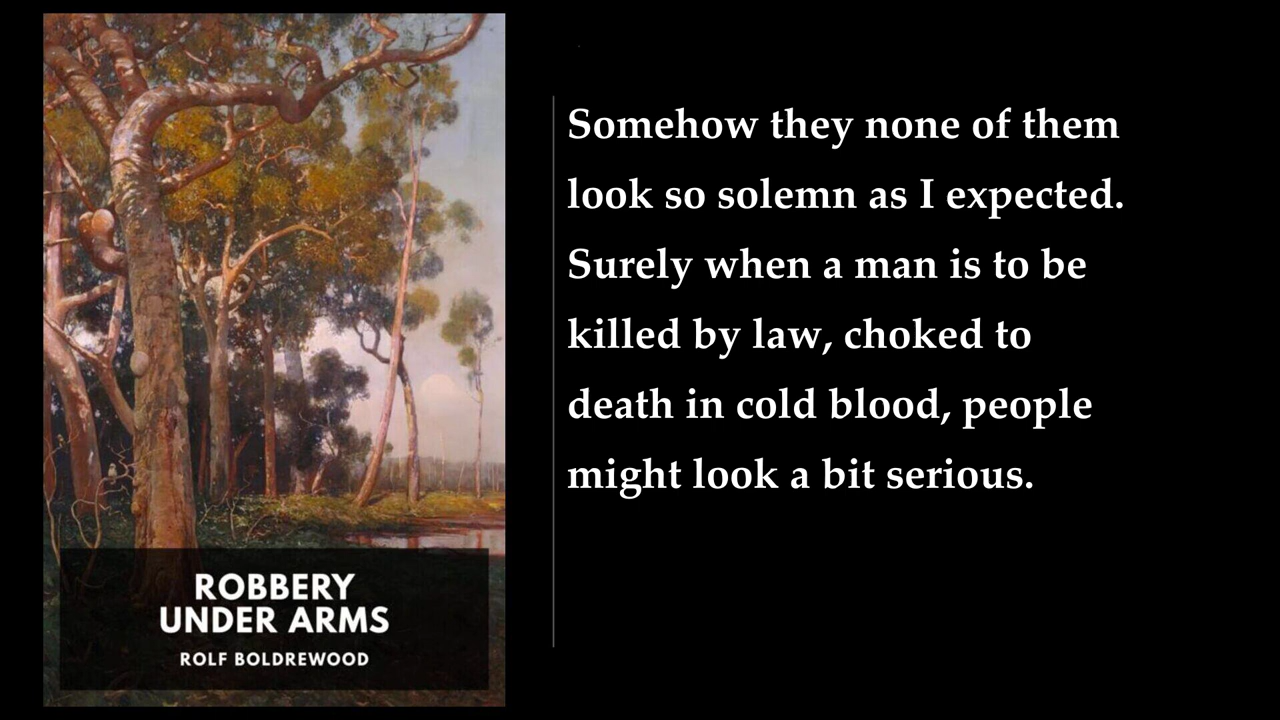 Somehow they none of them
look so solemn as I expected.
Surely when a man is to be
killed by law, choked to
death in cold blood, people
might look a bit serious.
ROBBERY
UNDER ARMS
ROLF BOLDREWOOD